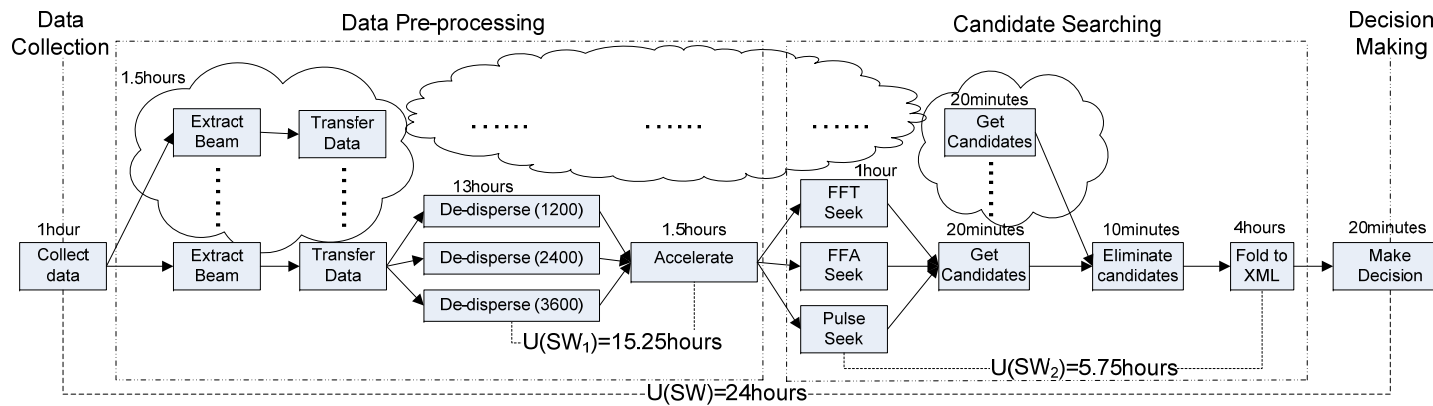 Data
Collection
Data Pre-processing
Candidate Searching
Decision
Making
1.5hours
Extract
Beam
Transfer
Data
......
......
......
20minutes
Get
Candidates
1hour
Collect
data
Extract
Beam
Transfer
Data
13hours
De-disperse (1200)
De-disperse (2400)
De-disperse (3600)
1.5hours
Accelerate
1hour
FFT
Seek
FFA
Seek
Pulse
Seek
20minutes
Get
Candidates
10minutes
Eliminate
candidates
4hours
Fold to
XML
20minutes
Make
Decision
U(SW₁)=15.25hours
U(SW₂)=5.75hours
U(SW)=24hours